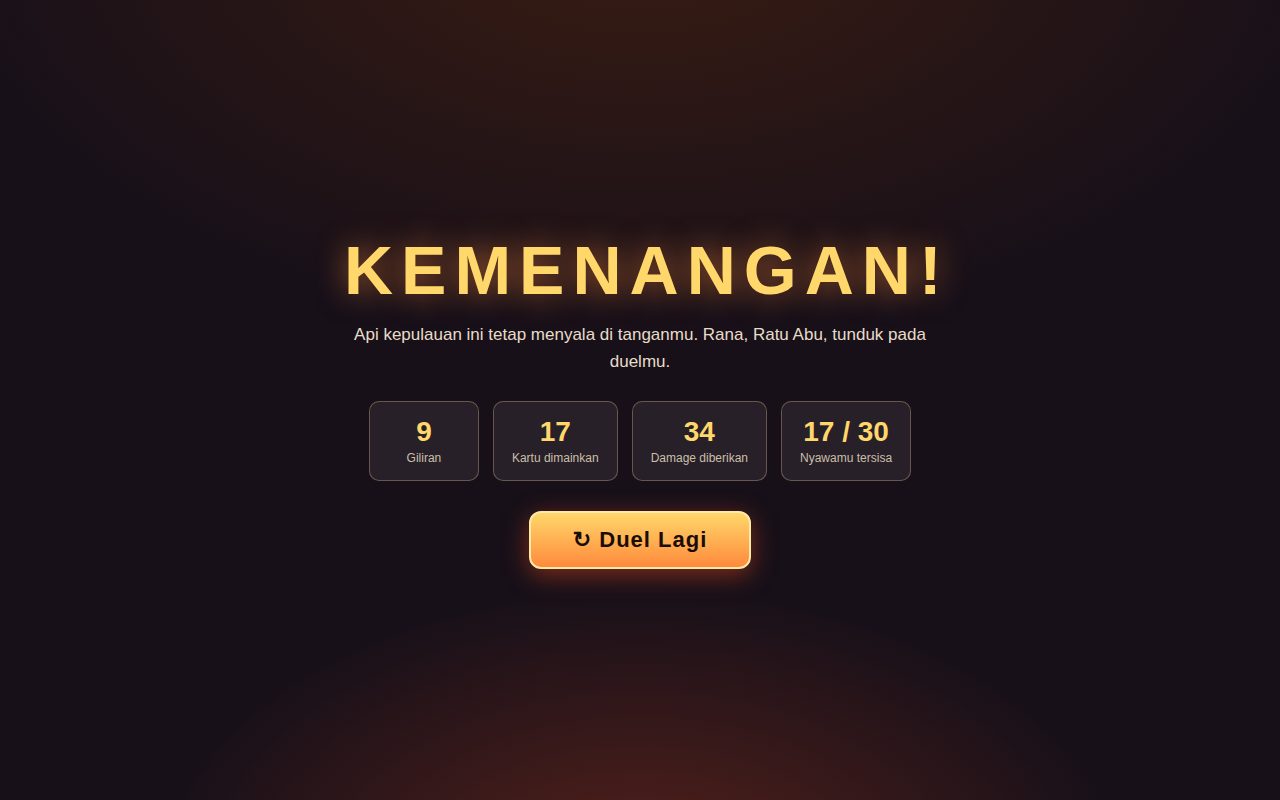 KEMENANGAN!
Api kepulauan ini tetap menyala di tanganmu. Rana, Ratu Abu, tunduk pada
duelmu.
9
Giliran
17
Kartu dimainkan
34
Damage diberikan
17 / 30
Nyawamu tersisa
↻ Duel Lagi